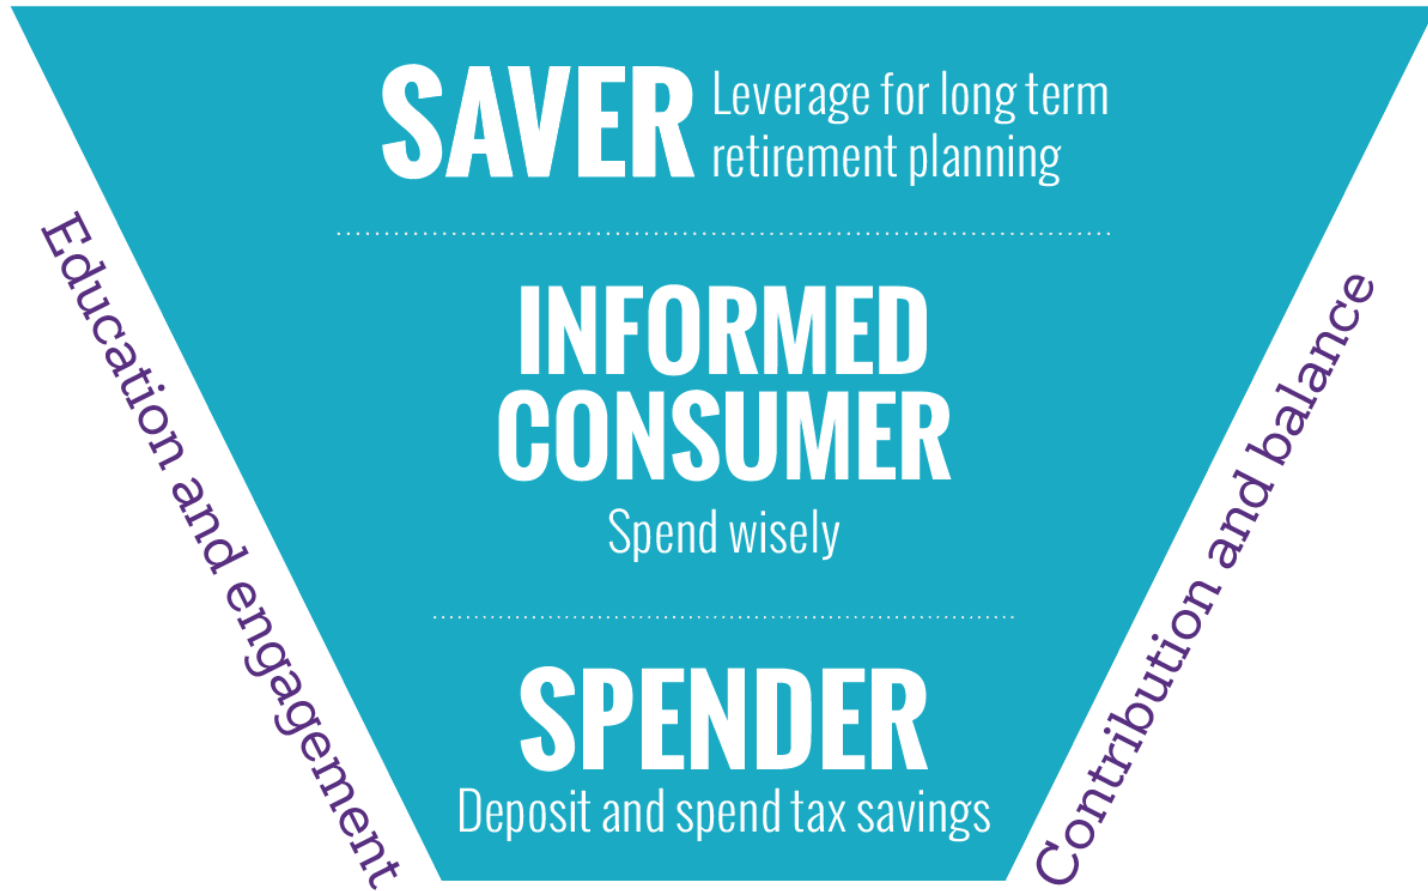 SAVER Leverage for long term
retirement planning
Education and engagement
INFORMED
CONSUMER
Spend wisely
Contribution and balance
SPENDER
Deposit and spend tax savings